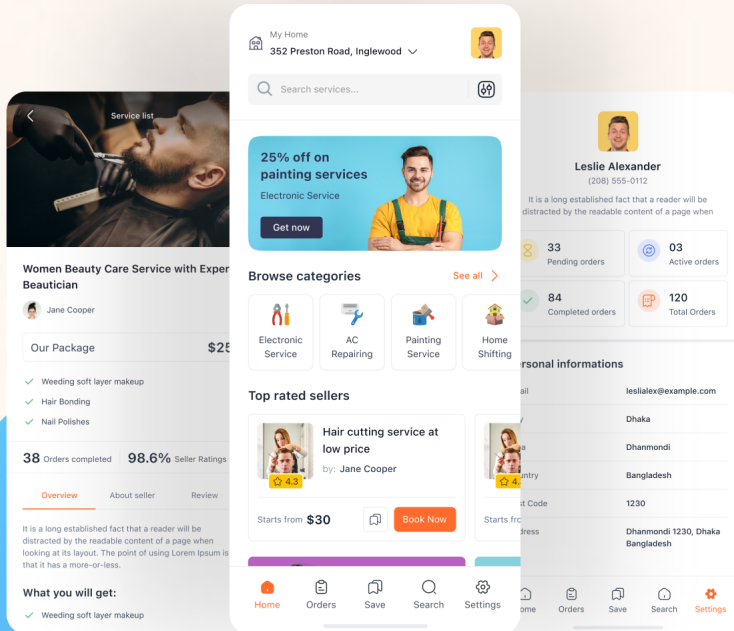 Service list
Women Beauty Care Service with Exper
Beautician
Jane Cooper
Our Package $25
Weeding soft layer makeup
Hair Bonding
Nail Polishes
38 Orders completed 98.6% Seller Ratings
Overview About seller Review
It is a long established fact that a reader will be
distracted by the readable content of a page when
looking at its layout. The point of using Lorem Ipsum is
that it has a more-or-less.
What you will get:
Weeding soft layer makeup
My Home
352 Preston Road, Inglewood
Search services...
25% off on
painting services
Electronic Service
Get now
Browse categories See all
Electronic
Service
AC
Repairing
Painting
Service
Home
Shifting
Top rated sellers
Hair cutting service at
low price
by: Jane Cooper
4.3
Starts from $30
Book Now
4.
Starts fro
Home Orders Save Search Settings
Leslie Alexander
(208) 555-0112
It is a long established fact that a reader will be
distracted by the readable content of a page when
33
Pending orders
03
Active orders
84
Completed orders
120
Total Orders
ersonal informations
ail leslialex@example.com
y Dhaka
a Dhanmondi
untry Bangladesh
st Code 1230
dress Dhanmondi 1230, Dhaka
Bangladesh
ome Orders Save Search Settings